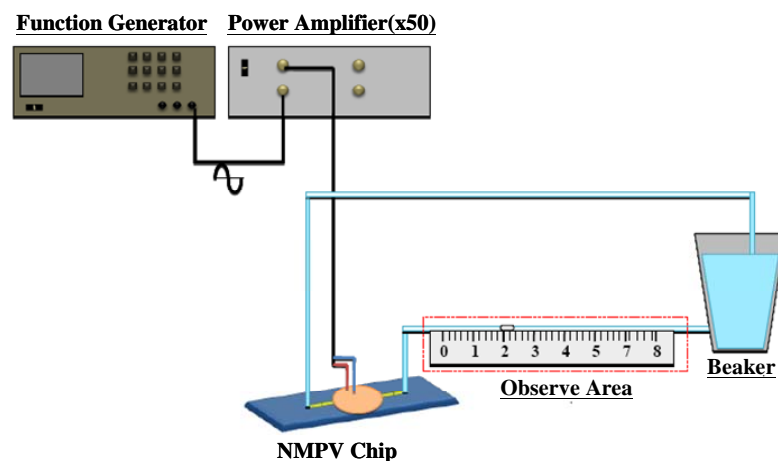 Function Generator
Power Amplifier(x50)
0 1 2 3 4 5 7 8
Observe Area
Beaker
NMPV Chip